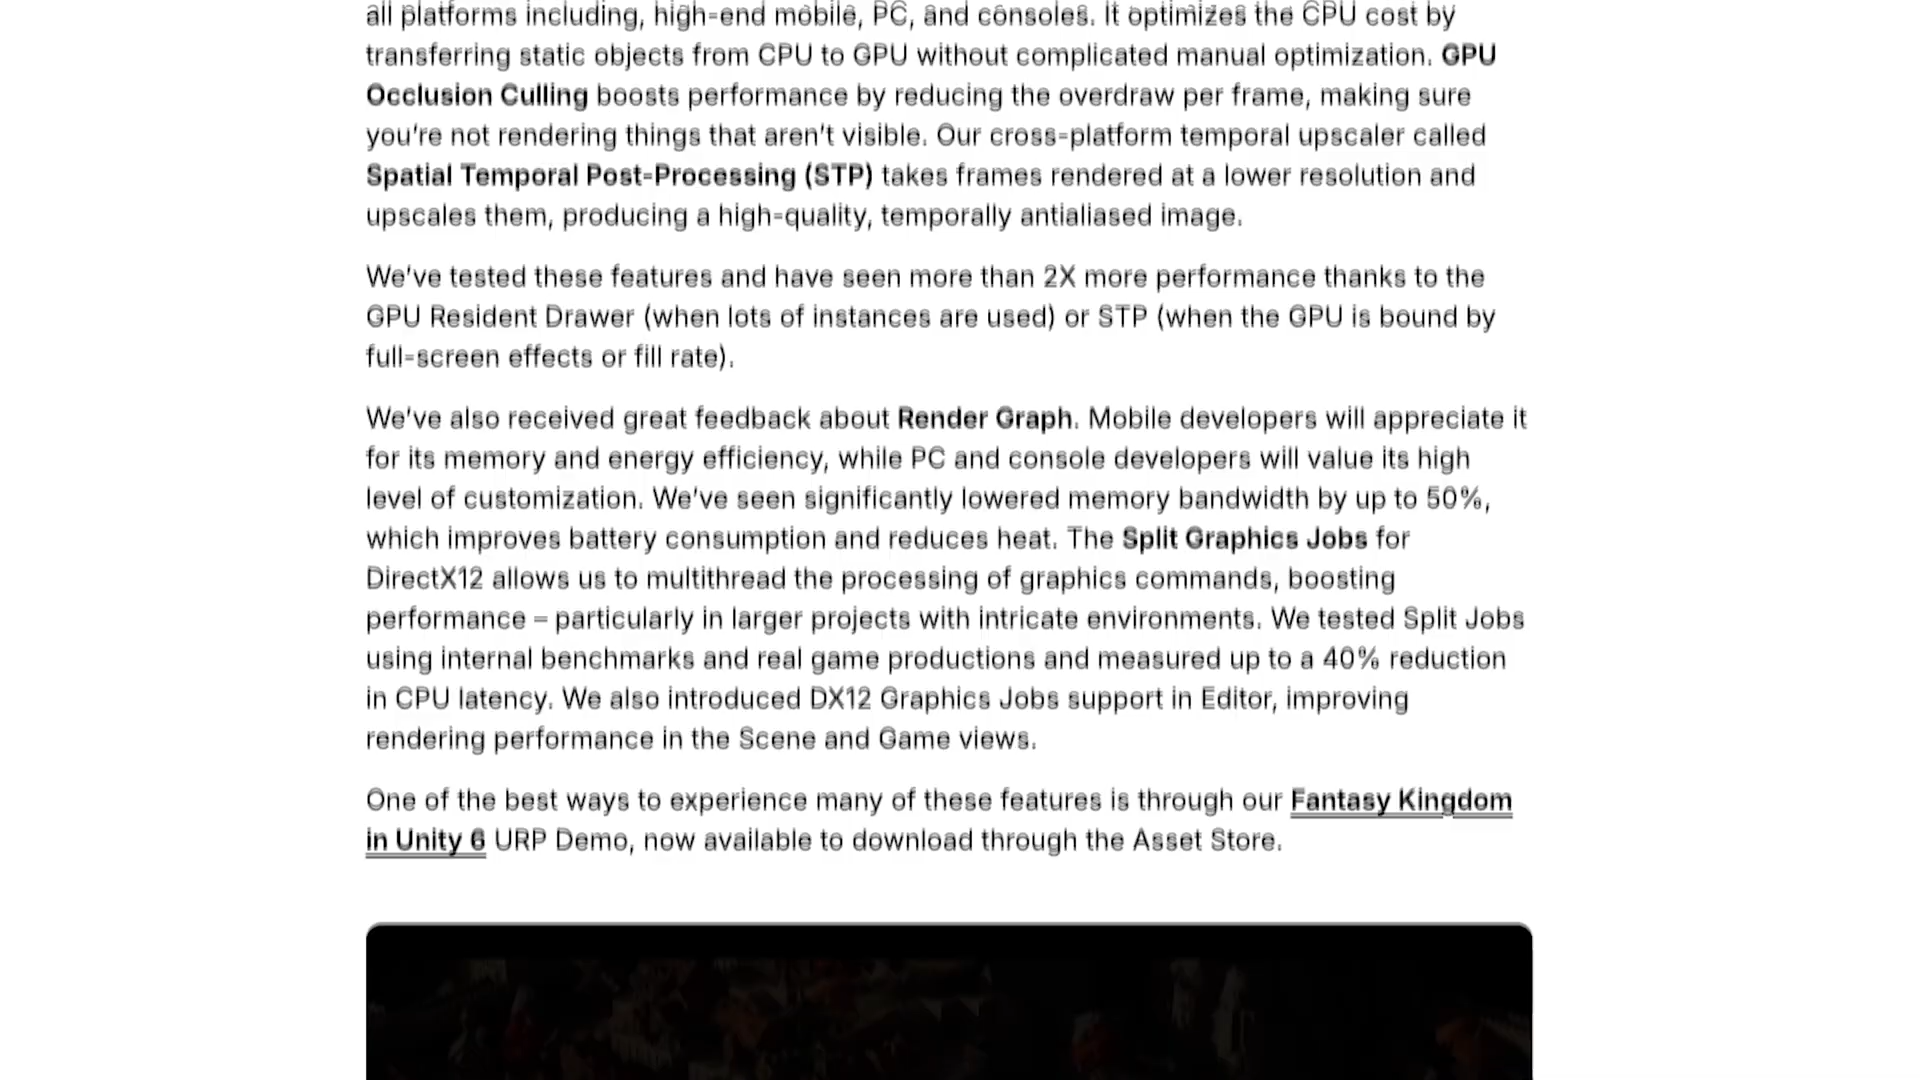 all platforms including, high-end mobile, PC, and consoles. It optimizes the CPU cost by
transferring static objects from CPU to GPU without complicated manual optimization. GPU
Occlusion Culling boosts performance by reducing the overdraw per frame, making sure
you're not rendering things that aren't visible. Our cross-platform temporal upscaler called
Spatial Temporal Post-Processing (STP) takes frames rendered at a lower resolution and
upscales them, producing a high-quality, temporally antialiased image.
We've tested these features and have seen more than 2X more performance thanks to the
GPU Resident Drawer (when lots of instances are used) or STP (when the GPU is bound by
full-screen effects or fill rate).
We've also received great feedback about Render Graph. Mobile developers will appreciate it
for its memory and energy efficiency, while PC and console developers will value its high
level of customization. We've seen significantly lowered memory bandwidth by up to 50%,
which improves battery consumption and reduces heat. The Split Graphics Jobs for
DirectX12 allows us to multithread the processing of graphics commands, boosting
performance – particularly in larger projects with intricate environments. We tested Split Jobs
using internal benchmarks and real game productions and measured up to a 40% reduction
in CPU latency. We also introduced DX12 Graphics Jobs support in Editor, improving
rendering performance in the Scene and Game views.
One of the best ways to experience many of these features is through our Fantasy Kingdom
in Unity 6 URP Demo, now available to download through the Asset Store.